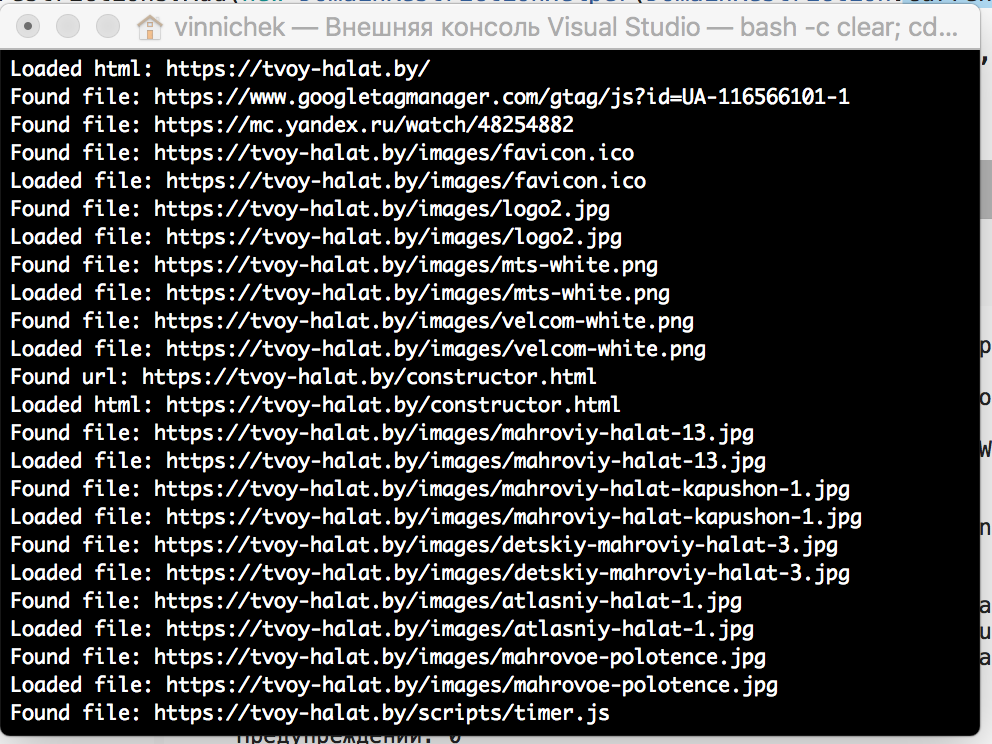 vinnichek — Внешняя консоль Visual Studio — bash -c clear; cd...
Loaded html: https://tvoy-halat.by/
Found file: https://www.googletagmanager.com/gtag/js?id=UA-116566101-1
Found file: https://mc.yandex.ru/watch/48254882
Found file: https://tvoy-halat.by/images/favicon.ico
Loaded file: https://tvoy-halat.by/images/favicon.ico
Found file: https://tvoy-halat.by/images/logo2.jpg
Loaded file: https://tvoy-halat.by/images/logo2.jpg
Found file: https://tvoy-halat.by/images/mts-white.png
Loaded file: https://tvoy-halat.by/images/mts-white.png
Found file: https://tvoy-halat.by/images/velcom-white.png
Loaded file: https://tvoy-halat.by/images/velcom-white.png
Found url: https://tvoy-halat.by/constructor.html
Loaded html: https://tvoy-halat.by/constructor.html
Found file: https://tvoy-halat.by/images/mahroviy-halat-13.jpg
Loaded file: https://tvoy-halat.by/images/mahroviy-halat-13.jpg
Found file: https://tvoy-halat.by/images/mahroviy-halat-kapushon-1.jpg
Loaded file: https://tvoy-halat.by/images/mahroviy-halat-kapushon-1.jpg
Found file: https://tvoy-halat.by/images/detskiy-mahroviy-halat-3.jpg
Loaded file: https://tvoy-halat.by/images/detskiy-mahroviy-halat-3.jpg
Found file: https://tvoy-halat.by/images/atlasniy-halat-1.jpg
Loaded file: https://tvoy-halat.by/images/atlasniy-halat-1.jpg
Found file: https://tvoy-halat.by/images/mahrovoe-polotence.jpg
Loaded file: https://tvoy-halat.by/images/mahrovoe-polotence.jpg
Found file: https://tvoy-halat.by/scripts/timer.js